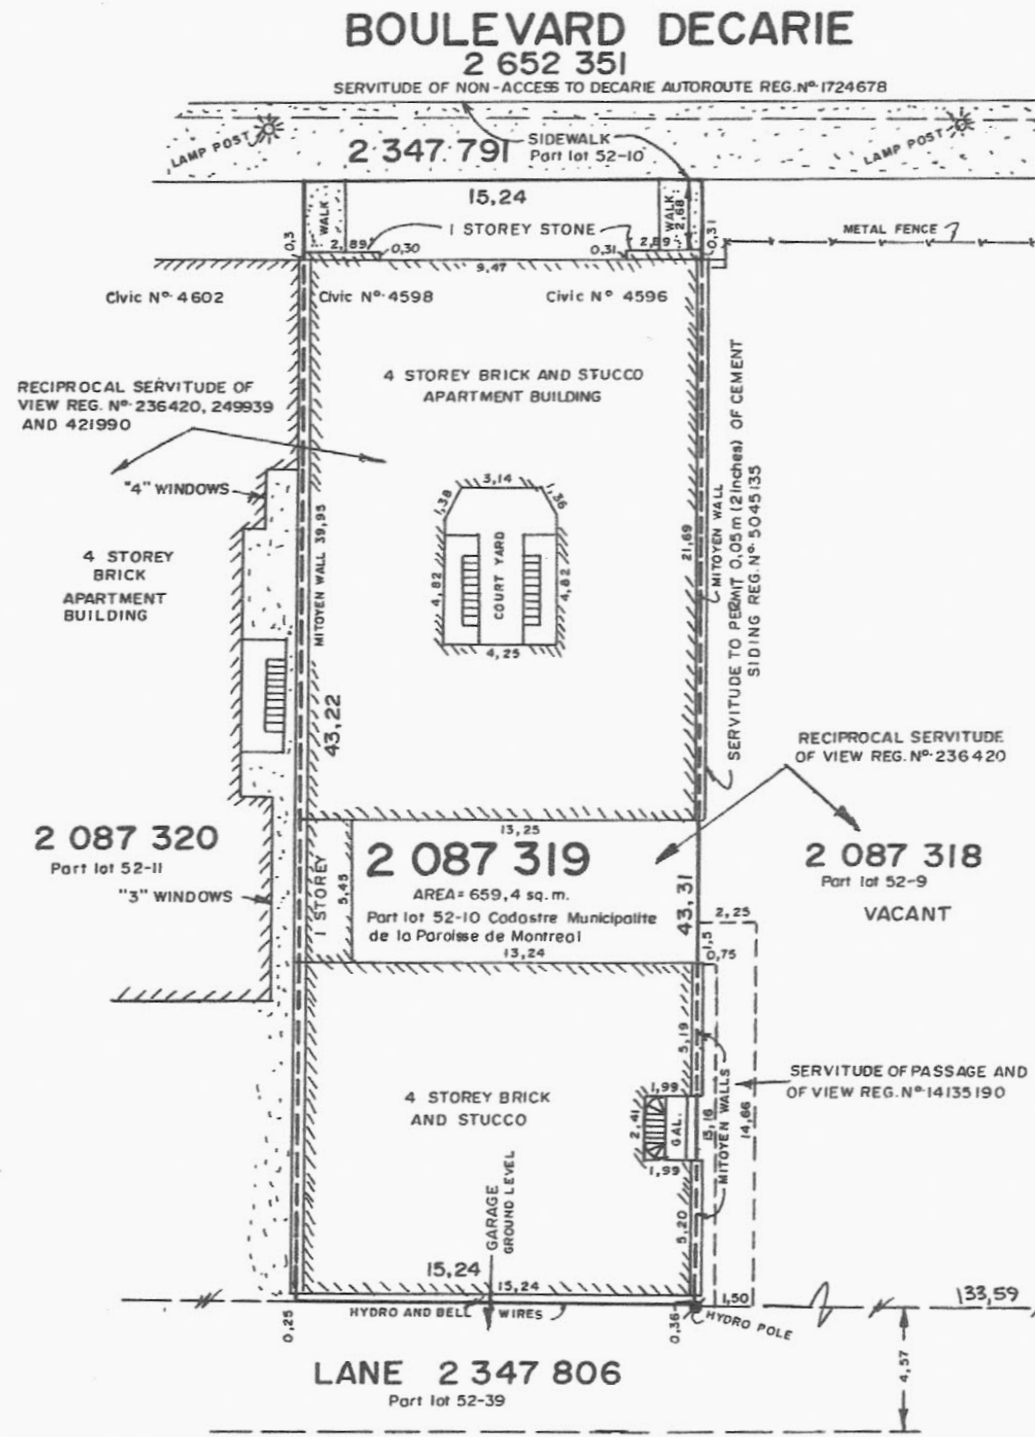 BOULEVARD DECARIE
2 652 351
SERVITUDE OF NON-ACCESS TO DECARIE AUTOROUTE REG.Nº 1724678
LAMP POST
2 347 791
SIDEWALK
Part lot 52-10
LAMP POST
15,24
WALK
WALK
2,68
0,3
2,89
0,30
1 STOREY STONE
0,31
2,89
0,31
METAL FENCE
9,47
Civic Nº 4602
Civic Nº 4598
Civic Nº 4596
4 STOREY BRICK AND STUCCO
APARTMENT BUILDING
RECIPROCAL SERVITUDE OF
VIEW REG. Nº 236420, 249939
AND 421990
"4" WINDOWS
4 STOREY
BRICK
APARTMENT
BUILDING
MITOYEN WALL 39,95
43,22
3,14
1,38
1,36
4,82
COURT YARD
4,82
4,25
21,69
MITOYEN WALL
SERVITUDE TO PERMIT 0,05 m (2 inches) OF CEMENT
SIDING REG. Nº 5045135
RECIPROCAL SERVITUDE
OF VIEW REG. Nº 236420
2 087 320
Part lot 52-11
"3" WINDOWS
13,25
1 STOREY
5,45
2 087 319
AREA= 659,4 sq. m.
Part lot 52-10 Cadastre Municipalite
de la Paroisse de Montreal
13,24
43,31
2 087 318
Part lot 52-9
VACANT
2,25
1,5
0,75
5,19
4 STOREY BRICK
AND STUCCO
1,99
2,41
GAL.
1,99
5,20
15,16
MITOYEN WALLS
14,66
SERVITUDE OF PASSAGE AND
OF VIEW REG. Nº 14135190
GARAGE
GROUND LEVEL
15,24
15,24
0,25
HYDRO AND BELL WIRES
0,36
HYDRO POLE
1,50
133,59
4,57
LANE 2 347 806
Part lot 52-39